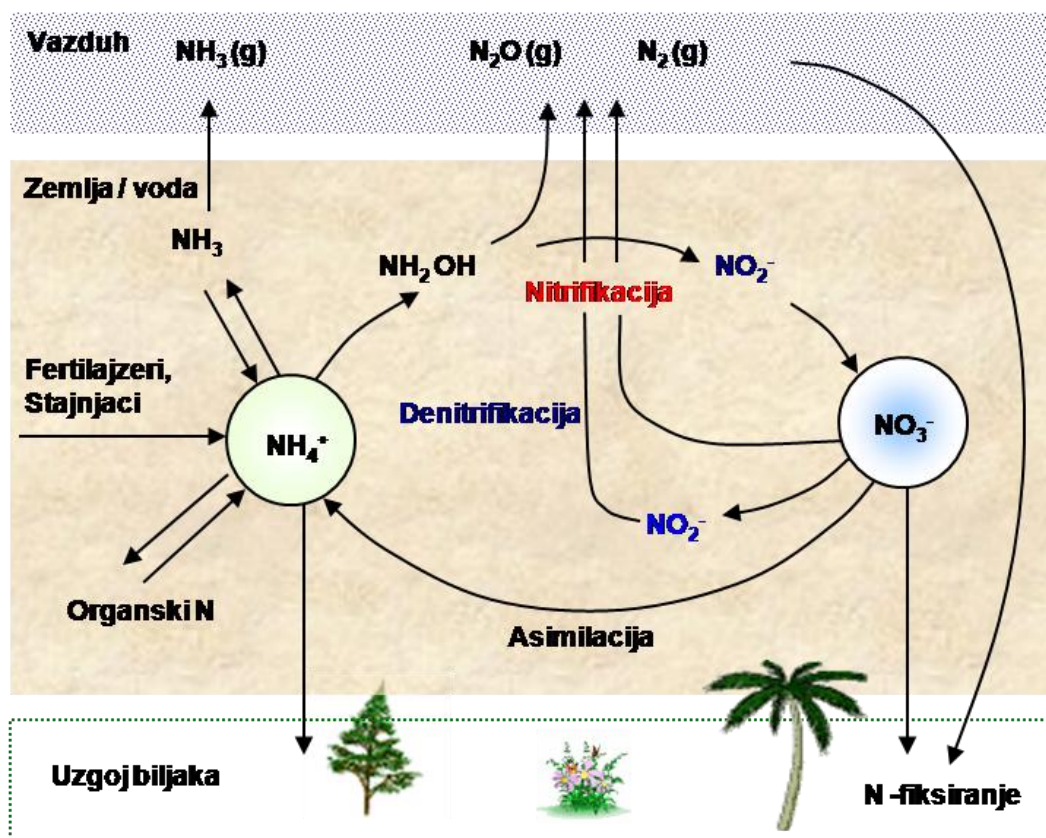 Vazduh
NH₃ (g)
N₂O (g)
N₂ (g)
Zemlja / voda
NH₃
NH₂OH
NO₂⁻
Nitrifikacija
Fertilajzeri,
Stajnjaci
Denitrifikacija
NH₄⁺
NO₃⁻
NO₂⁻
Organski N
Asimilacija
Uzgoj biljaka
N -fiksiranje